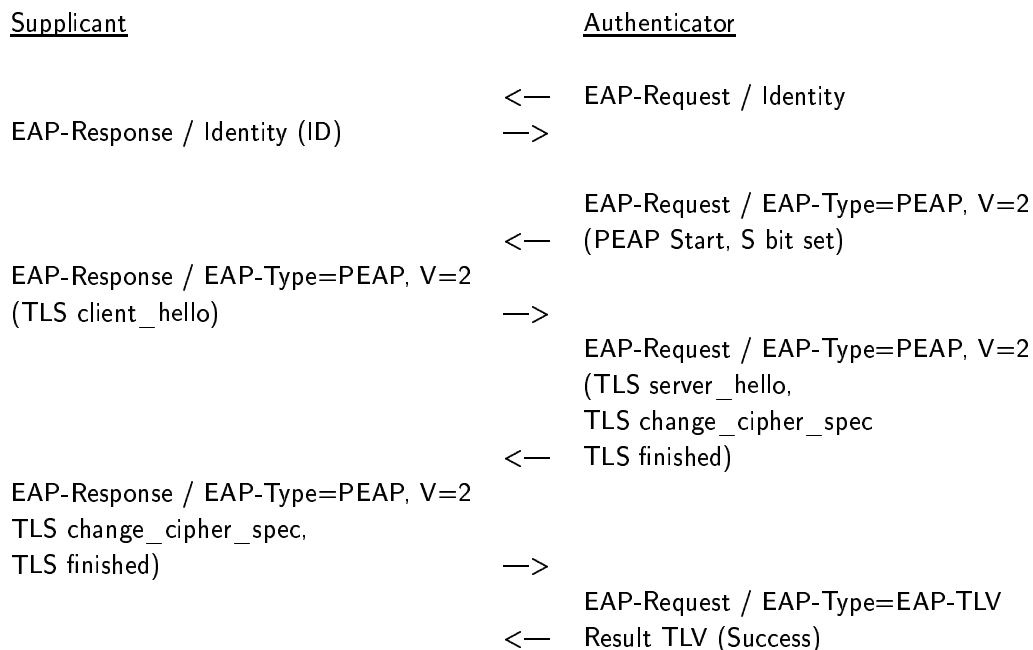 Supplicant Authenticator
<— EAP-Request / Identity
EAP-Response / Identity (ID) —>
EAP-Request / EAP-Type=PEAP, V=2
<— (PEAP Start, S bit set)
EAP-Response / EAP-Type=PEAP, V=2
(TLS client_hello) —>
EAP-Request / EAP-Type=PEAP, V=2
(TLS server_hello,
TLS change_cipher_spec
<— TLS finished)
EAP-Response / EAP-Type=PEAP, V=2
TLS change_cipher_spec,
TLS finished) —>
EAP-Request / EAP-Type=EAP-TLV
<— Result TLV (Success)